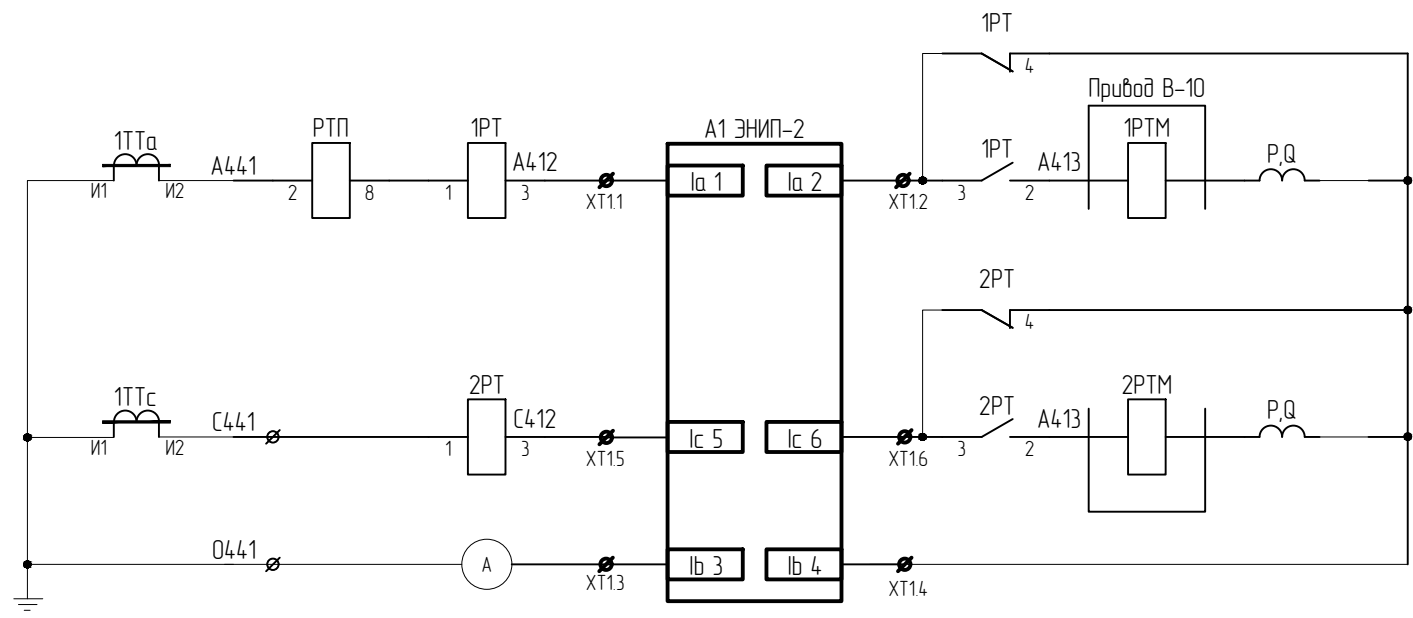 1РТ
4
Привод В-10
1ТТа
РТП
1РТ
А1 ЭНИП-2
1РТ
1РТМ
P,Q
А441
А412
А413
И1
И2
2
8
1
3
XT1.1
Ia 1
Ia 2
XT1.2
3
2
2РТ
4
1ТТс
2РТ
2РТ
2РТМ
P,Q
С441
С412
А413
И1
И2
1
3
XT1.5
Ic 5
Ic 6
XT1.6
3
2
О441
А
XT1.3
Ib 3
Ib 4
XT1.4